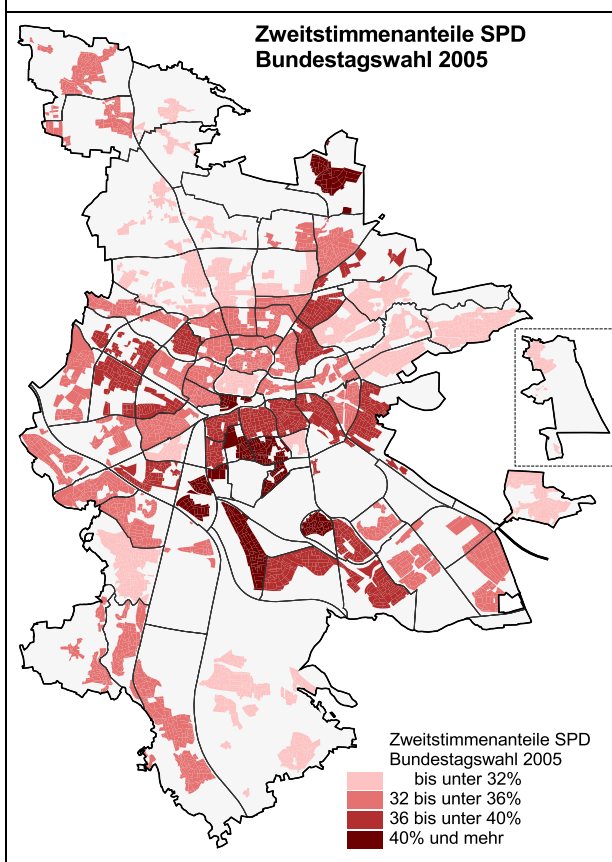 Zweitstimmenanteile SPD
Bundestagswahl 2005
Zweitstimmenanteile SPD
Bundestagswahl 2005
bis unter 32%
32 bis unter 36%
36 bis unter 40%
40% und mehr